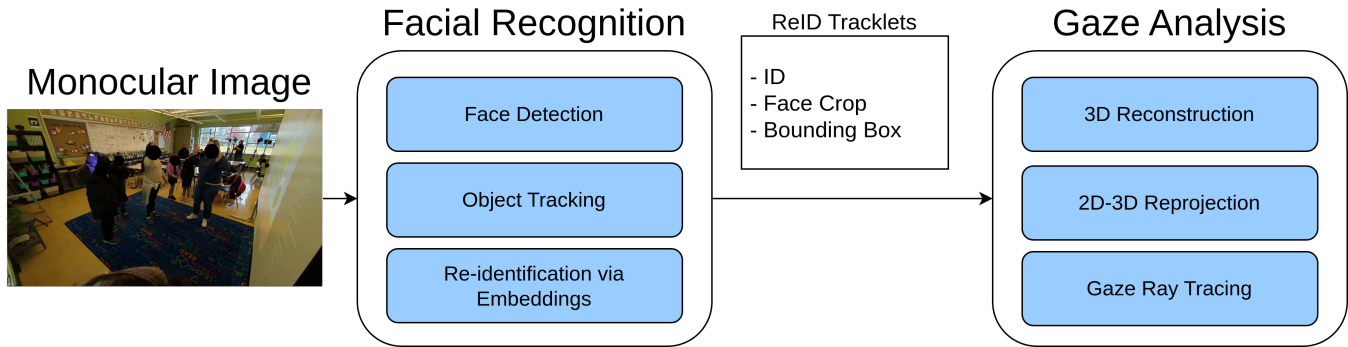 Monocular Image
Facial Recognition
Face Detection
Object Tracking
Re-identification via
Embeddings
ReID Tracklets
- ID
- Face Crop
- Bounding Box
Gaze Analysis
3D Reconstruction
2D-3D Reprojection
Gaze Ray Tracing